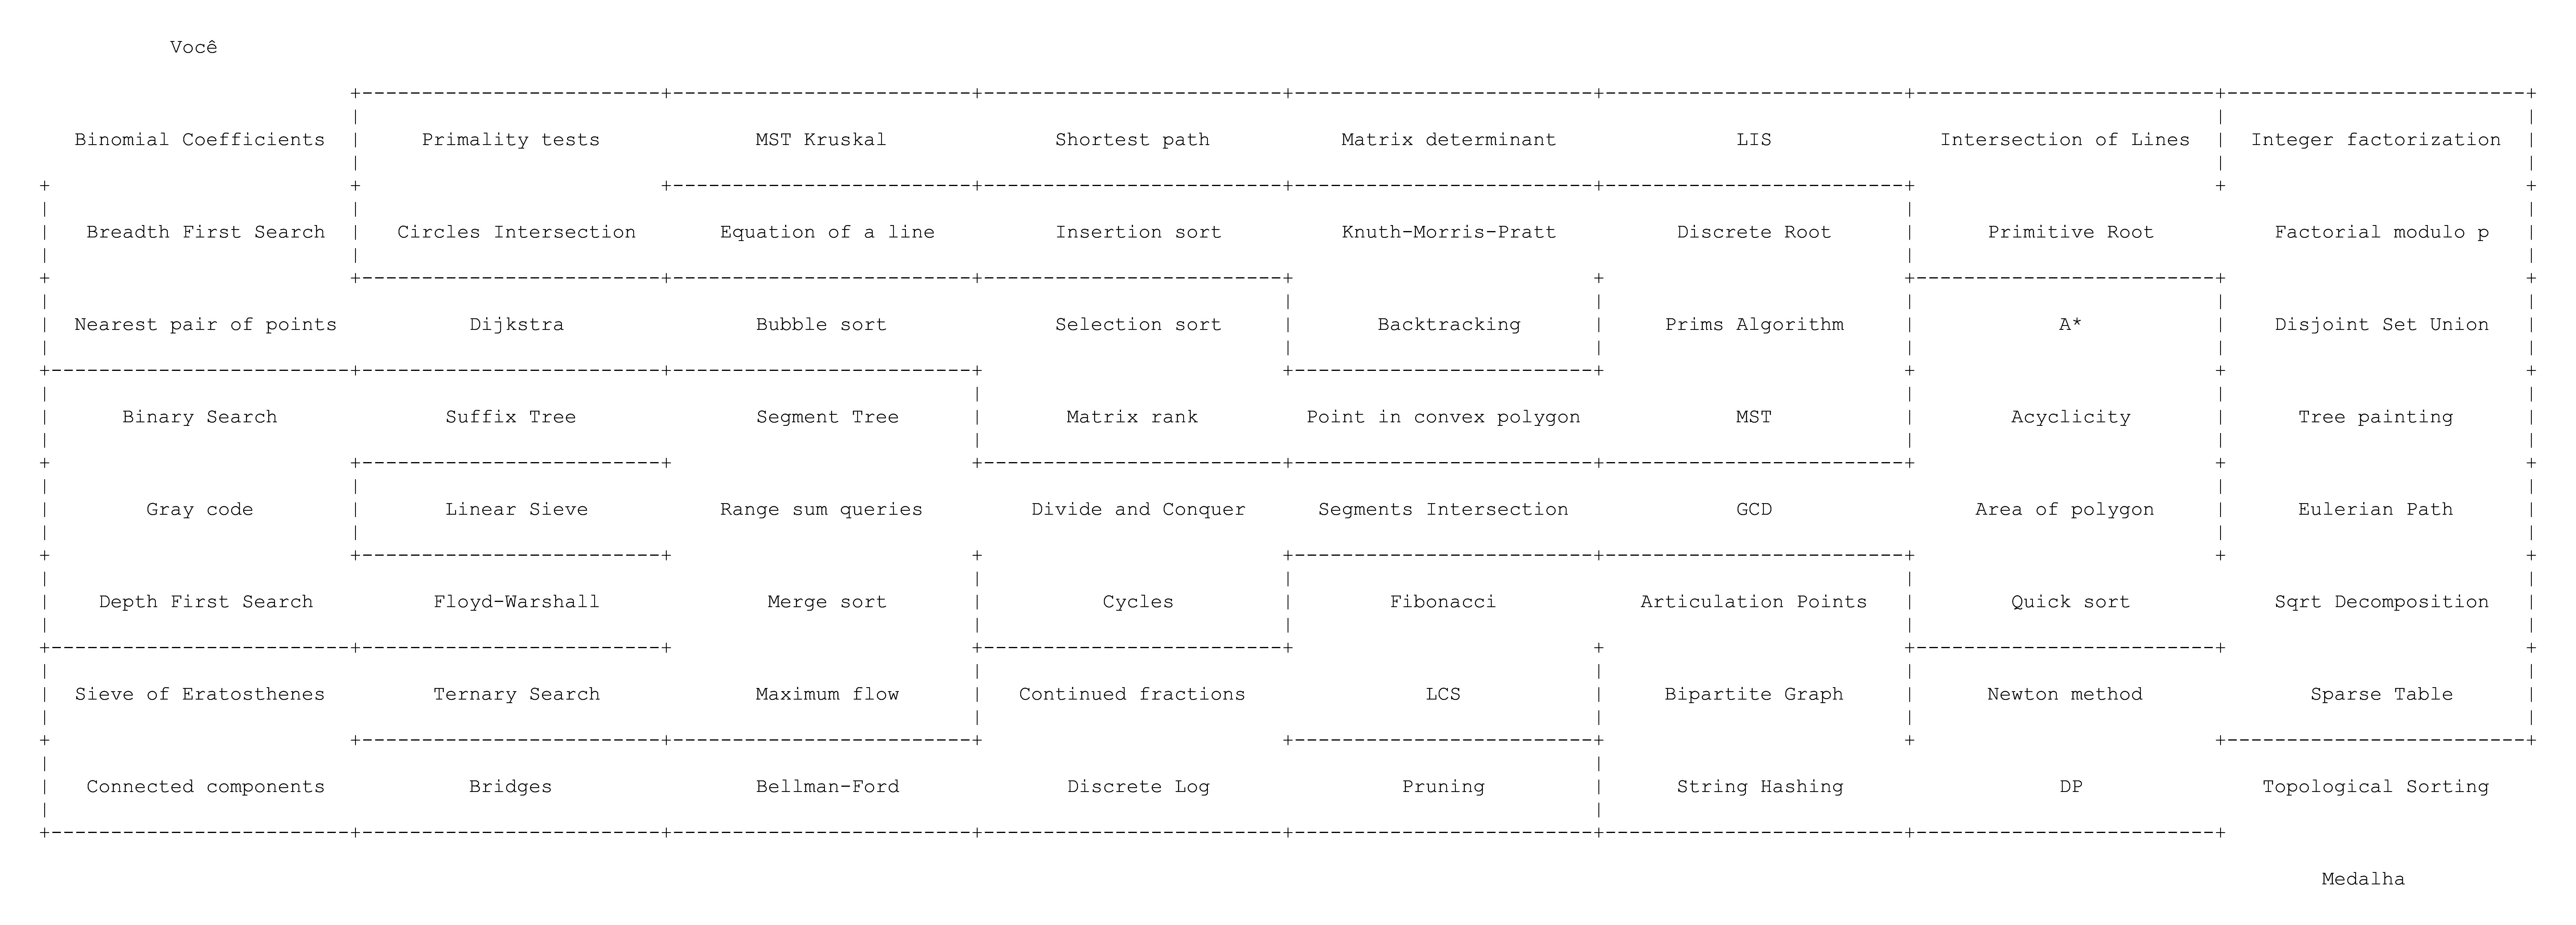 Você
Binomial Coefficients Primality tests MST Kruskal Shortest path Matrix determinant LIS Intersection of Lines Integer factorization
Breadth First Search Circles Intersection Equation of a line Insertion sort Knuth-Morris-Pratt Discrete Root Primitive Root Factorial modulo p
Nearest pair of points Dijkstra Bubble sort Selection sort Backtracking Prims Algorithm A* Disjoint Set Union
Binary Search Suffix Tree Segment Tree Matrix rank Point in convex polygon MST Acyclicity Tree painting
Gray code Linear Sieve Range sum queries Divide and Conquer Segments Intersection GCD Area of polygon Eulerian Path
Depth First Search Floyd-Warshall Merge sort Cycles Fibonacci Articulation Points Quick sort Sqrt Decomposition
Sieve of Eratosthenes Ternary Search Maximum flow Continued fractions LCS Bipartite Graph Newton method Sparse Table
Connected components Bridges Bellman-Ford Discrete Log Pruning String Hashing DP Topological Sorting
Medalha